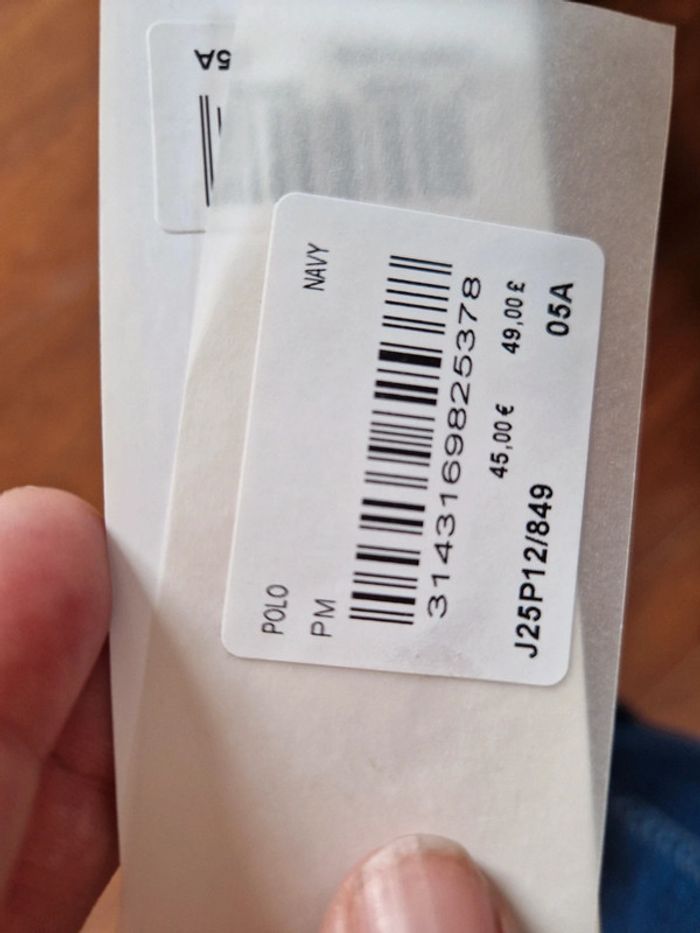 POLO NAVY
PM
3143169825378
45,00 € 49,00 £
J25P12/849 05A
5A